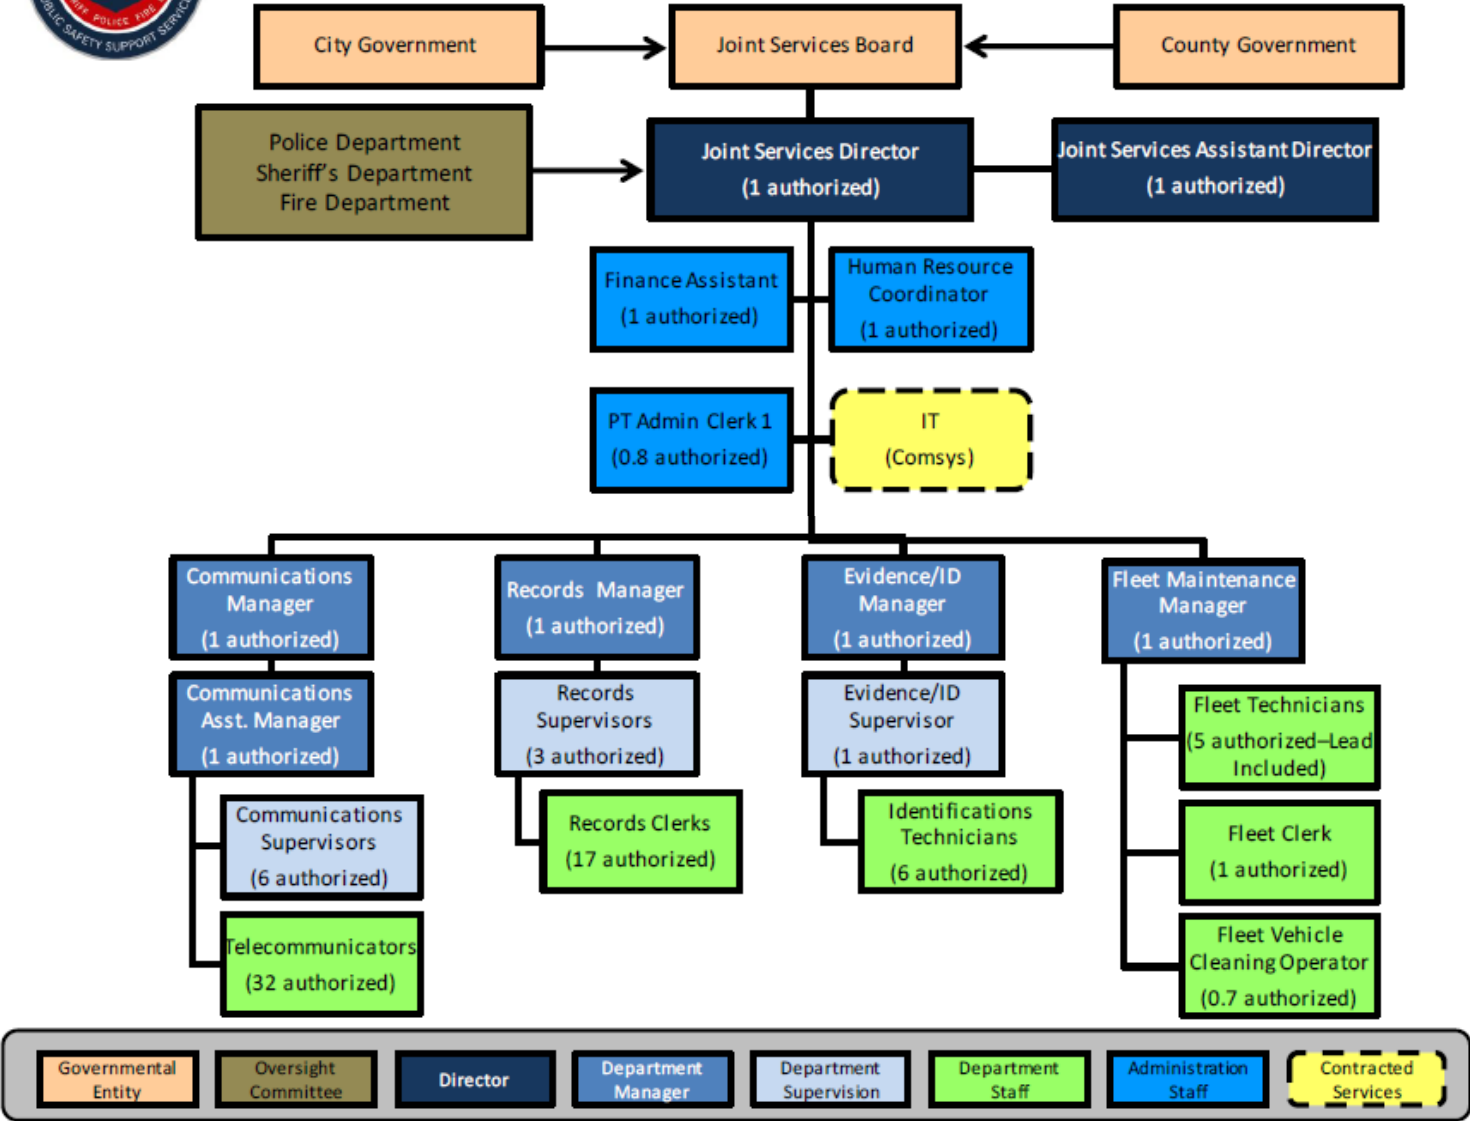 POLICE FIRE
PUBLIC SAFETY SUPPORT SERVICES
City Government
Joint Services Board
County Government
Police Department
Sheriff's Department
Fire Department
Joint Services Director
(1 authorized)
Joint Services Assistant Director
(1 authorized)
Finance Assistant
(1 authorized)
Human Resource
Coordinator
(1 authorized)
PT Admin Clerk 1
(0.8 authorized)
IT
(Comsys)
Communications
Manager
(1 authorized)
Records Manager
(1 authorized)
Evidence/ID
Manager
(1 authorized)
Fleet Maintenance
Manager
(1 authorized)
Communications
Asst. Manager
(1 authorized)
Records
Supervisors
(3 authorized)
Evidence/ID
Supervisor
(1 authorized)
Fleet Technicians
(5 authorized–Lead
Included)
Communications
Supervisors
(6 authorized)
Records Clerks
(17 authorized)
Identifications
Technicians
(6 authorized)
Fleet Clerk
(1 authorized)
Telecommunicators
(32 authorized)
Fleet Vehicle
Cleaning Operator
(0.7 authorized)
Governmental
Entity
Oversight
Committee
Director
Department
Manager
Department
Supervision
Department
Staff
Administration
Staff
Contracted
Services